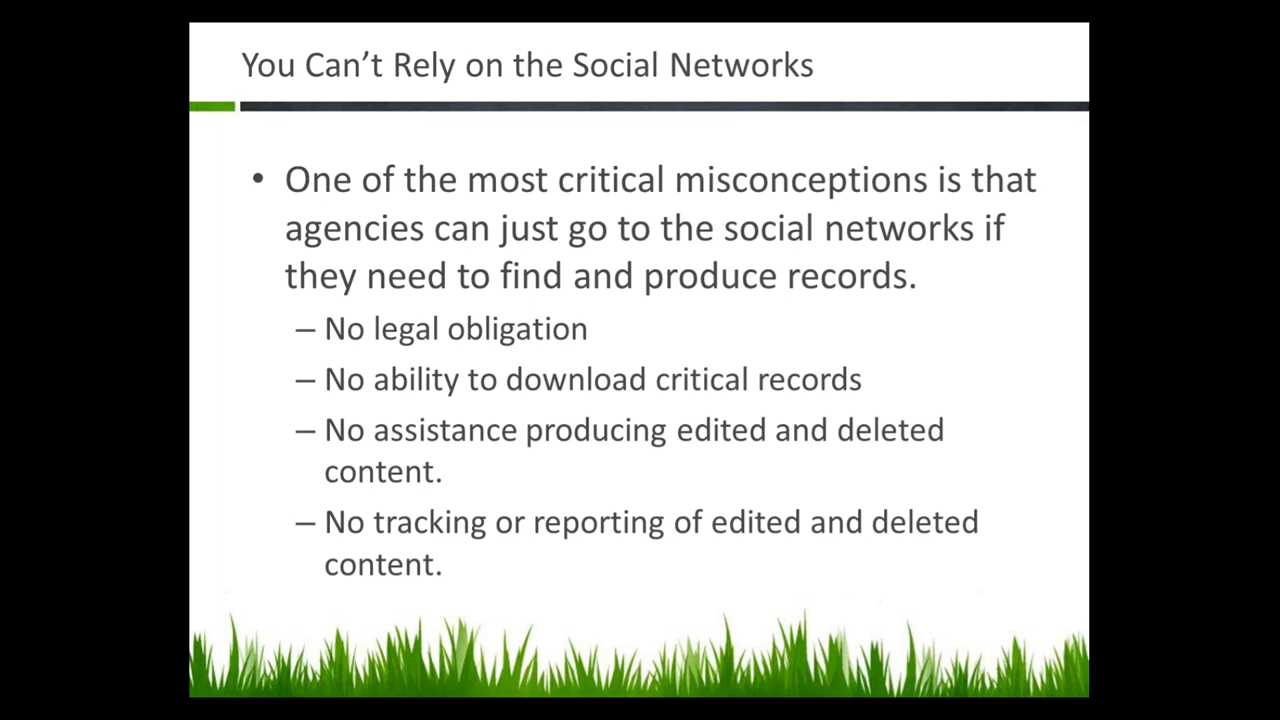 You Can’t Rely on the Social Networks
• One of the most critical misconceptions is that
agencies can just go to the social networks if
they need to find and produce records.
– No legal obligation
– No ability to download critical records
– No assistance producing edited and deleted
content.
– No tracking or reporting of edited and deleted
content.